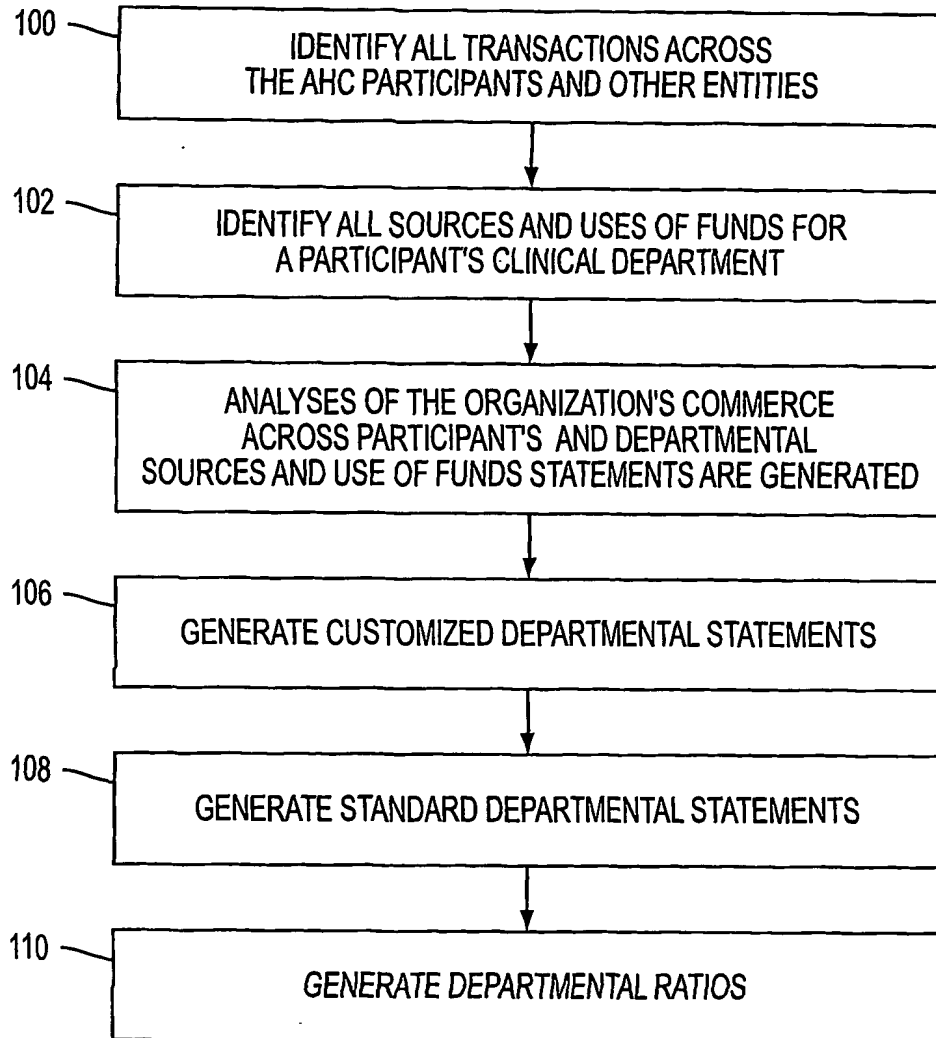 100
IDENTIFY ALL TRANSACTIONS ACROSS
THE AHC PARTICIPANTS AND OTHER ENTITIES
102
IDENTIFY ALL SOURCES AND USES OF FUNDS FOR
A PARTICIPANT'S CLINICAL DEPARTMENT
104
ANALYSES OF THE ORGANIZATION'S COMMERCE
ACROSS PARTICIPANT'S AND DEPARTMENTAL
SOURCES AND USE OF FUNDS STATEMENTS ARE GENERATED
106
GENERATE CUSTOMIZED DEPARTMENTAL STATEMENTS
108
GENERATE STANDARD DEPARTMENTAL STATEMENTS
110
GENERATE DEPARTMENTAL RATIOS